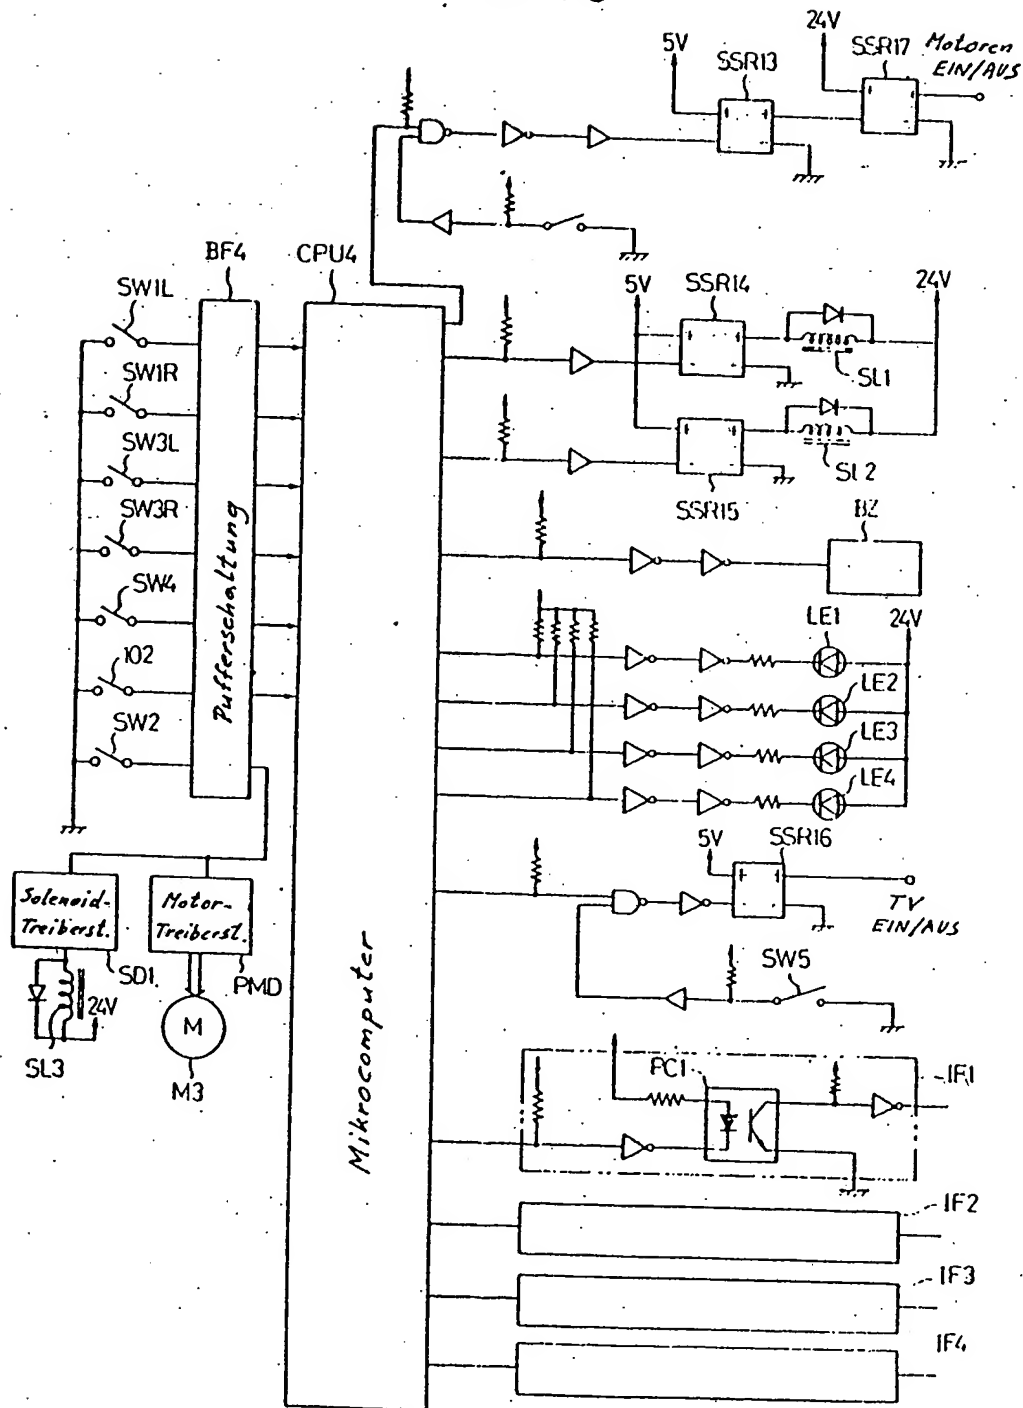 24V
5V
SSR17
Motoren
EIN/AUS
SSR13
BF4
CPU4
SW1L
5V
SSR14
24V
SW1R
SL1
SW3L
SL2
SW3R
SSR15
BZ
SW4
Pufferschaltung
LE1
24V
102
LE2
SW2
LE3
LE4
5V
SSR16
Solenoid-
Treiberst.
Motor-
Treiberst.
TV
EIN/AUS
Mikrocomputer
SD1
PMD
SW5
24V
M
SL3
M3
PC1
IF1
IF2
IF3
IF4